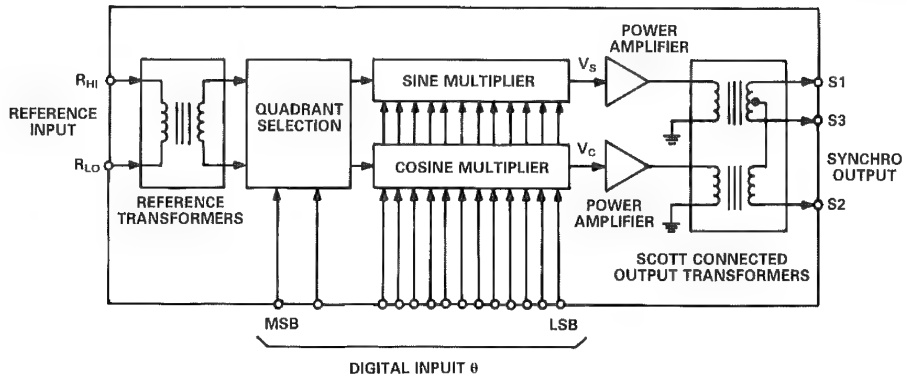 POWER
AMPLIFIER
R_HI
REFERENCE
INPUT
R_LO
REFERENCE
TRANSFORMERS
QUADRANT
SELECTION
SINE MULTIPLIER
V_S
COSINE MULTIPLIER
V_C
POWER
AMPLIFIER
S1
S3
SYNCHRO
OUTPUT
S2
SCOTT CONNECTED
OUTPUT TRANSFORMERS
MSB
LSB
DIGITAL INPUIT θ